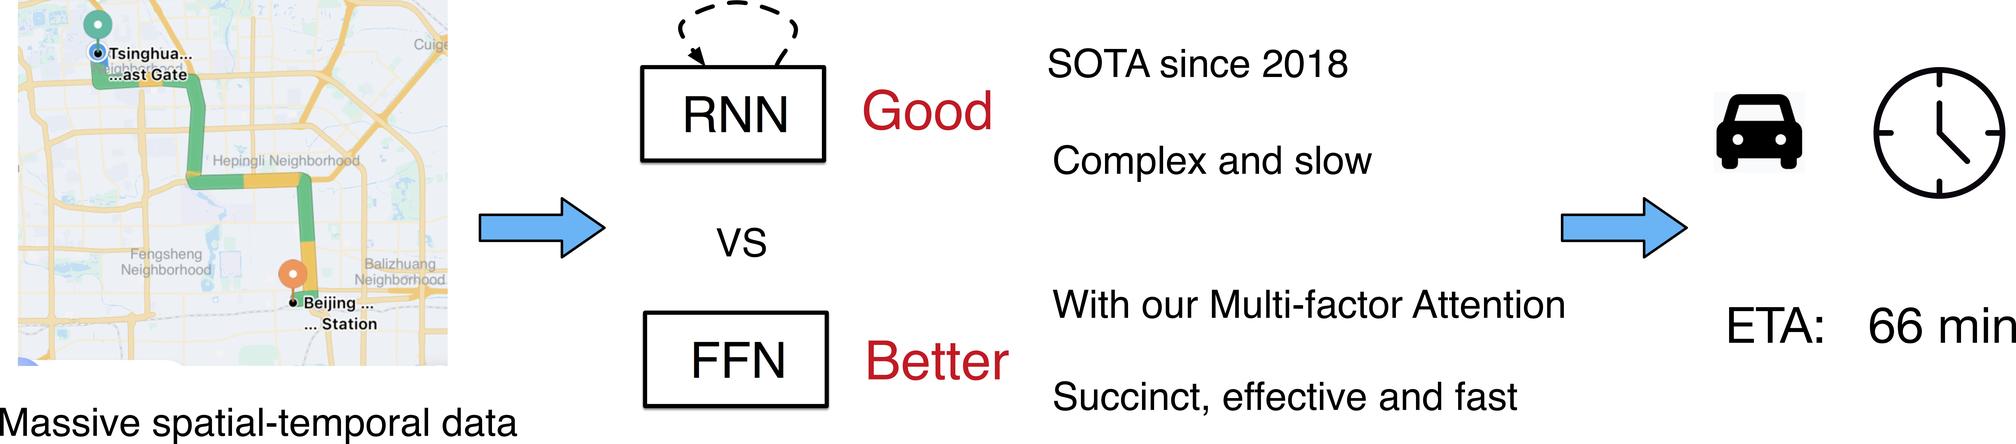 Tsinghua...
...ast Gate
Neighborhood
Cuige
Hepingli Neighborhood
Fengsheng
Neighborhood
Balizhuang
Neighborhood
Beijing ...
... Station
Massive spatial-temporal data
RNN
Good
SOTA since 2018
Complex and slow
VS
FFN
Better
With our Multi-factor Attention
Succinct, effective and fast
ETA: 66 min